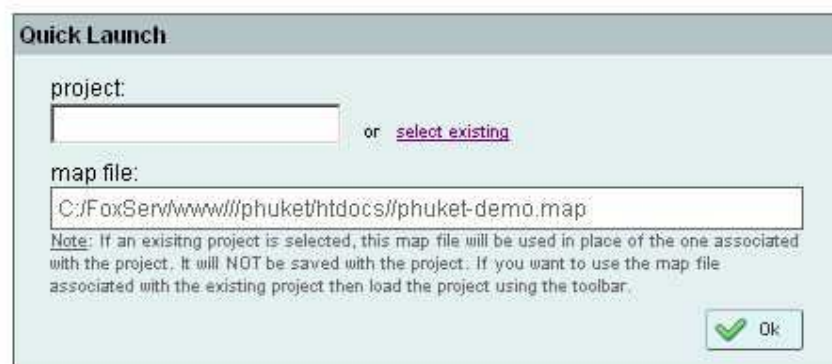 Quick Launch
project:
or select existing
map file:
C:/FoxServ/www///phuket/htdocs//phuket-demo.map
Note: If an exisitng project is selected, this map file will be used in place of the one associated
with the project. It will NOT be saved with the project. If you want to use the map file
associated with the existing project then load the project using the toolbar.
Ok